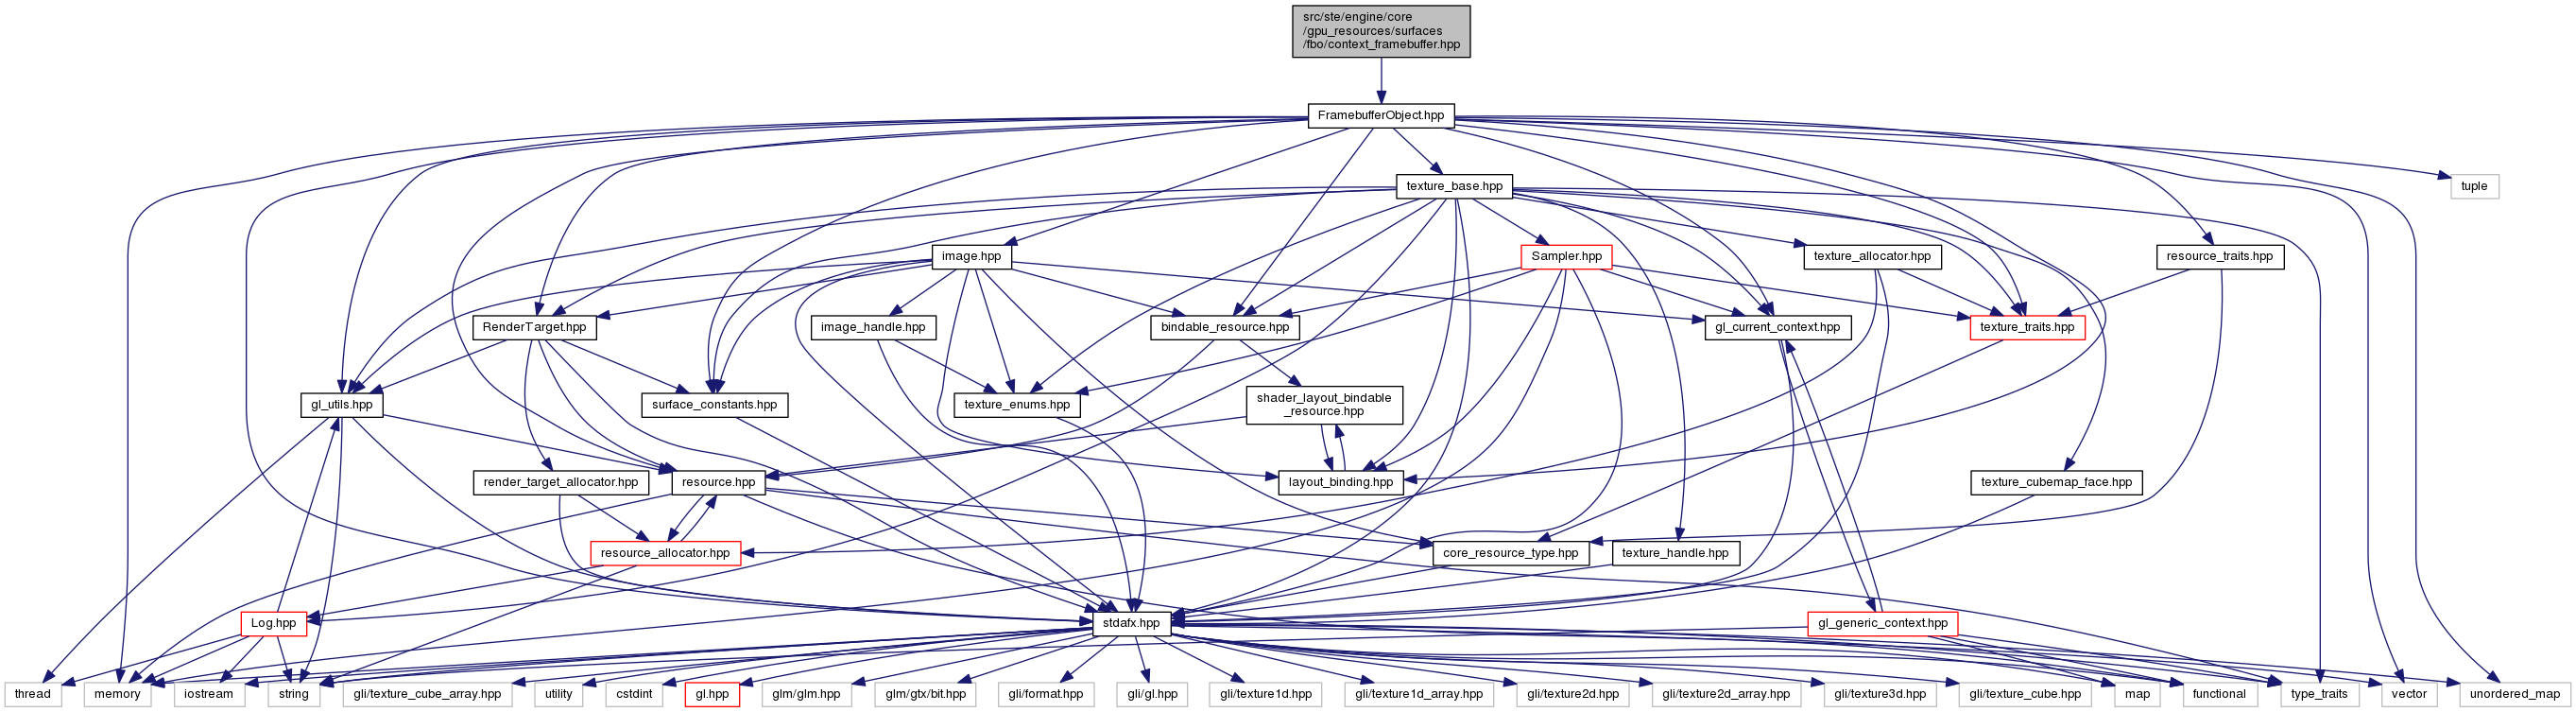 src/ste/engine/core
/gpu_resources/surfaces
/fbo/context_framebuffer.hpp
FramebufferObject.hpp
texture_base.hpp
tuple
image.hpp
Sampler.hpp
texture_allocator.hpp
resource_traits.hpp
RenderTarget.hpp
image_handle.hpp
bindable_resource.hpp
gl_current_context.hpp
texture_traits.hpp
gl_utils.hpp
surface_constants.hpp
texture_enums.hpp
shader_layout_bindable
_resource.hpp
render_target_allocator.hpp
resource.hpp
layout_binding.hpp
texture_cubemap_face.hpp
resource_allocator.hpp
core_resource_type.hpp
texture_handle.hpp
Log.hpp
stdafx.hpp
gl_generic_context.hpp
thread
memory
iostream
string
gli/texture_cube_array.hpp
utility
cstdint
gl.hpp
glm/glm.hpp
glm/gtx/bit.hpp
gli/format.hpp
gli/gl.hpp
gli/texture1d.hpp
gli/texture1d_array.hpp
gli/texture2d.hpp
gli/texture2d_array.hpp
gli/texture3d.hpp
gli/texture_cube.hpp
map
functional
type_traits
vector
unordered_map